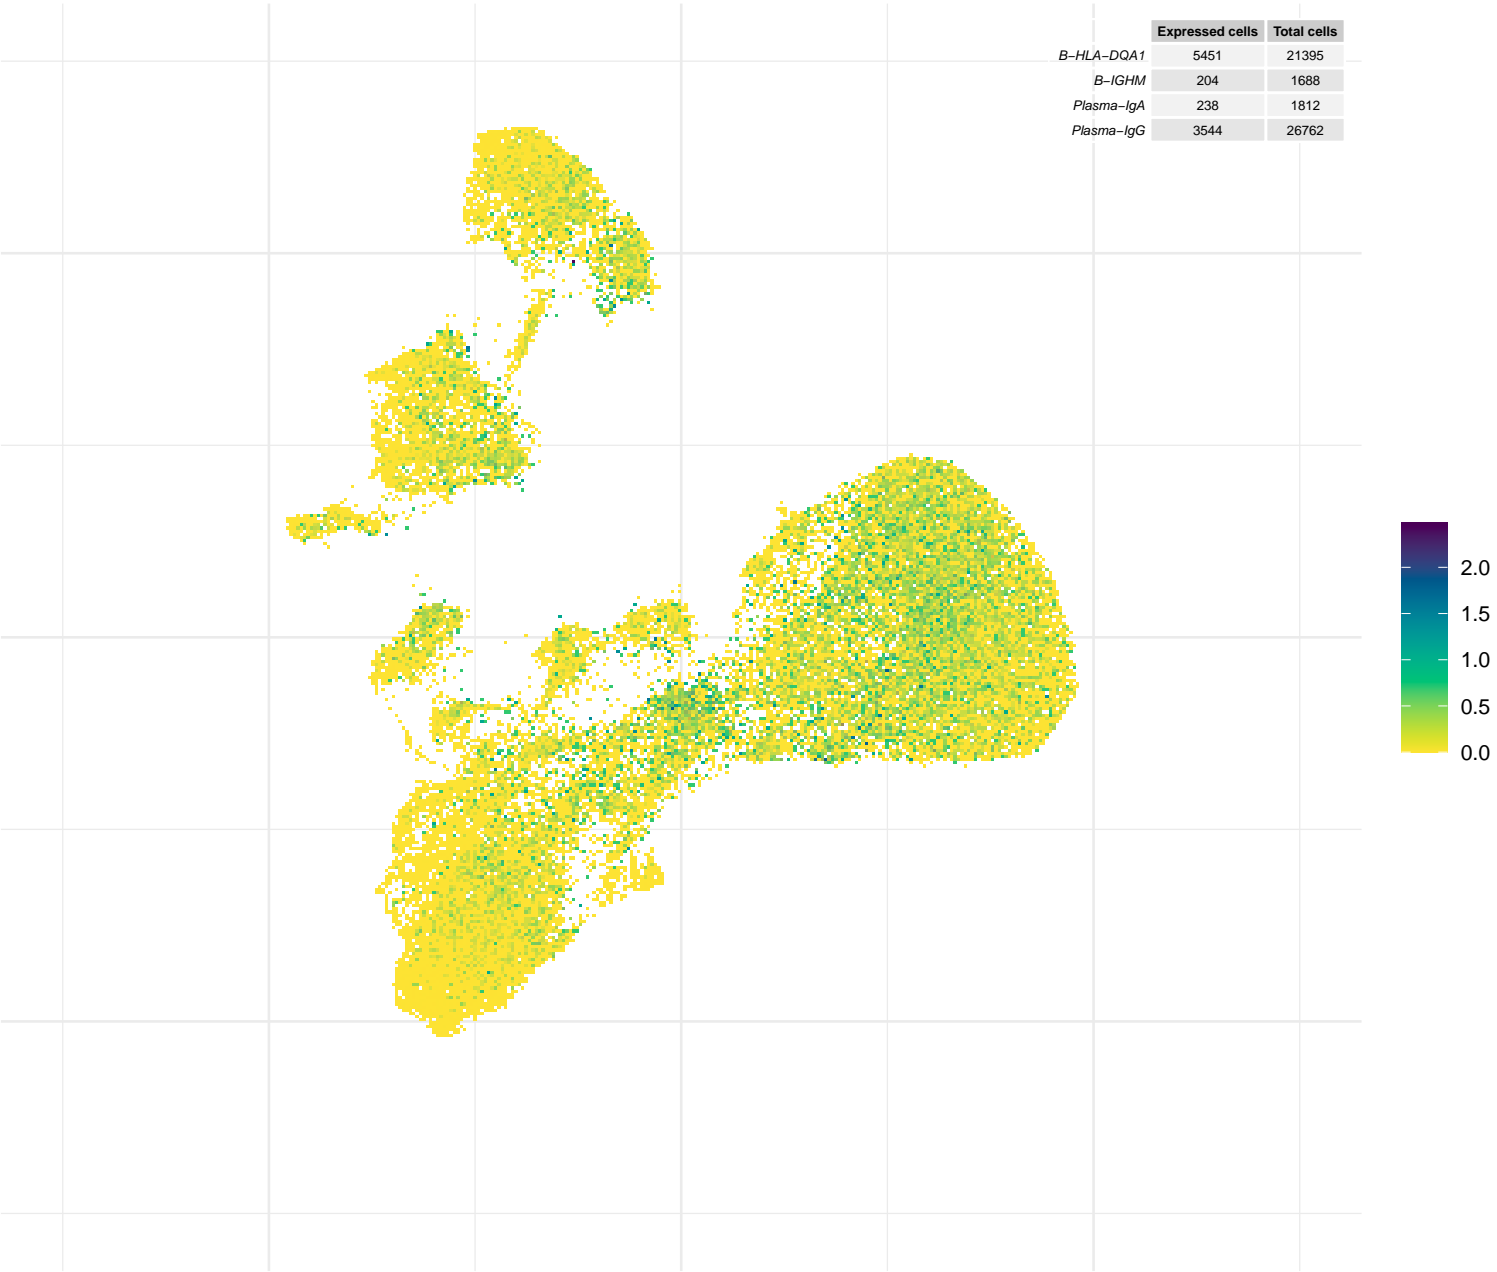 Expressed cells Total cells
B−HLA−DQA1 5451 21395
B−IGHM 204 1688
Plasma−IgA 238 1812
Plasma−IgG 3544 26762
2.0
1.5
1.0
0.5
0.0